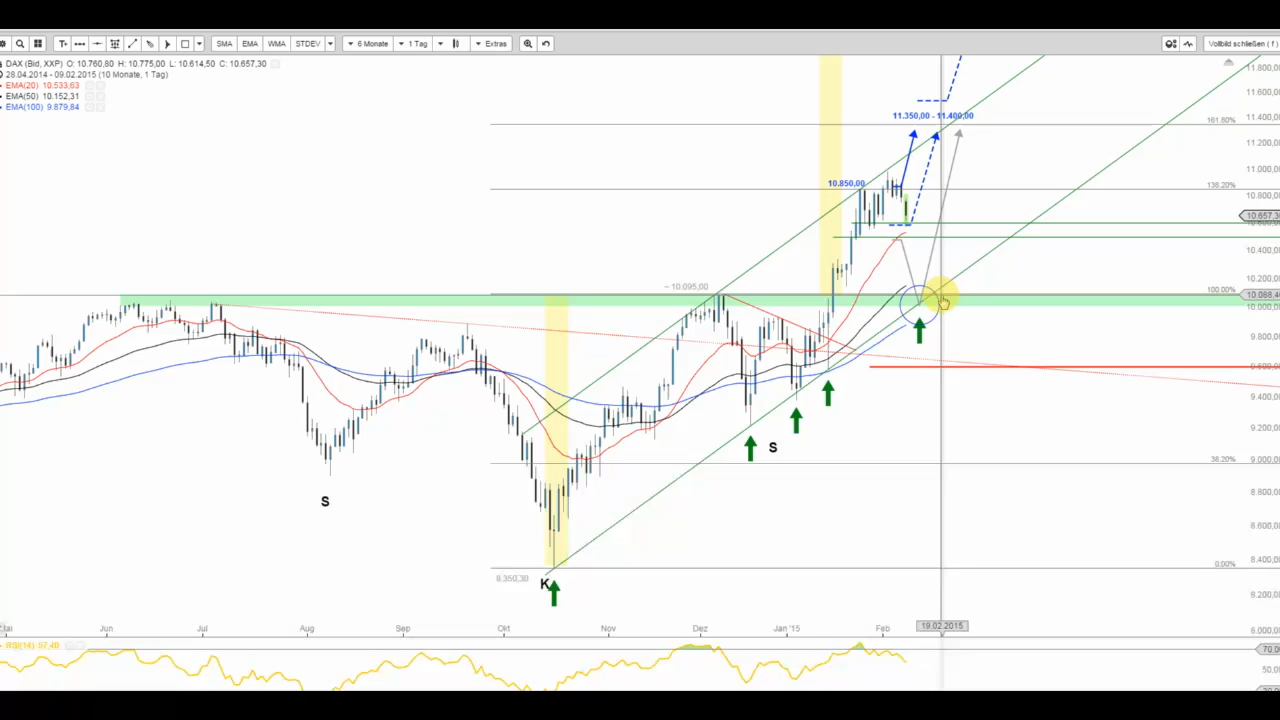 SMA EMA WMA STDEV 6 Monate 1 Tag Extras Vollbild schließen ( f )
DAX (Bid, XXP) O: 10.760,80 H: 10.775,00 L: 10.614,50 C: 10.657,30
28.04.2014 - 09.02.2015 (10 Monate, 1 Tag)
EMA(20) 10.533,63
EMA(50) 10.152,31
EMA(100) 9.879,84
11.800,00
11.600,00
11.400,00
11.350,00 - 11.400,00
161.80%
11.200,00
11.000,00
10.850,00
138.20%
10.800,00
10.657,30
10.400,00
10.200,00
10.095,00
100.00%
10.088,4
10.000,00
9.800,00
9.600,00
9.400,00
9.200,00
S
9.000,00
38.20%
8.800,00
S
8.600,00
8.400,00
0.00%
8.350,30
K
8.200,00
Jun Jul Aug Sep Okt Nov Dez Jan '15 Feb 19.02.2015
8.000,00
RSI(14) 57,40
70,00
50,00